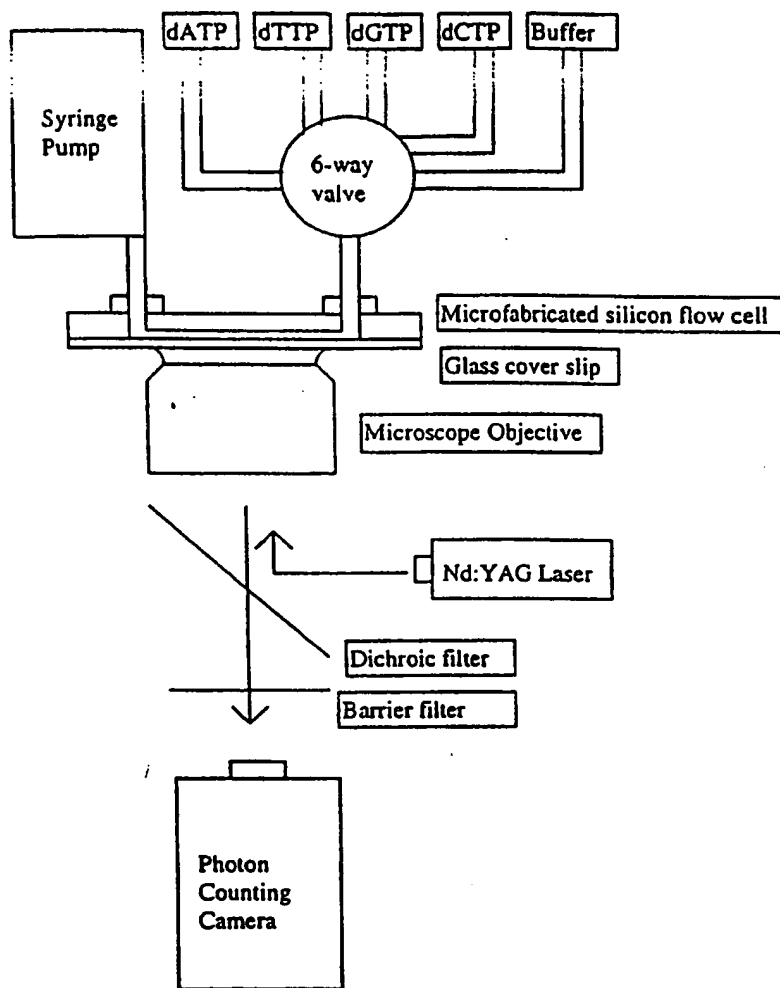 dATP dTTP dGTP dCTP Buffer
Syringe
Pump
6-way
valve
Microfabricated silicon flow cell
Glass cover slip
Microscope Objective
Nd:YAG Laser
Dichroic filter
Barrier filter
i
Photon
Counting
Camera